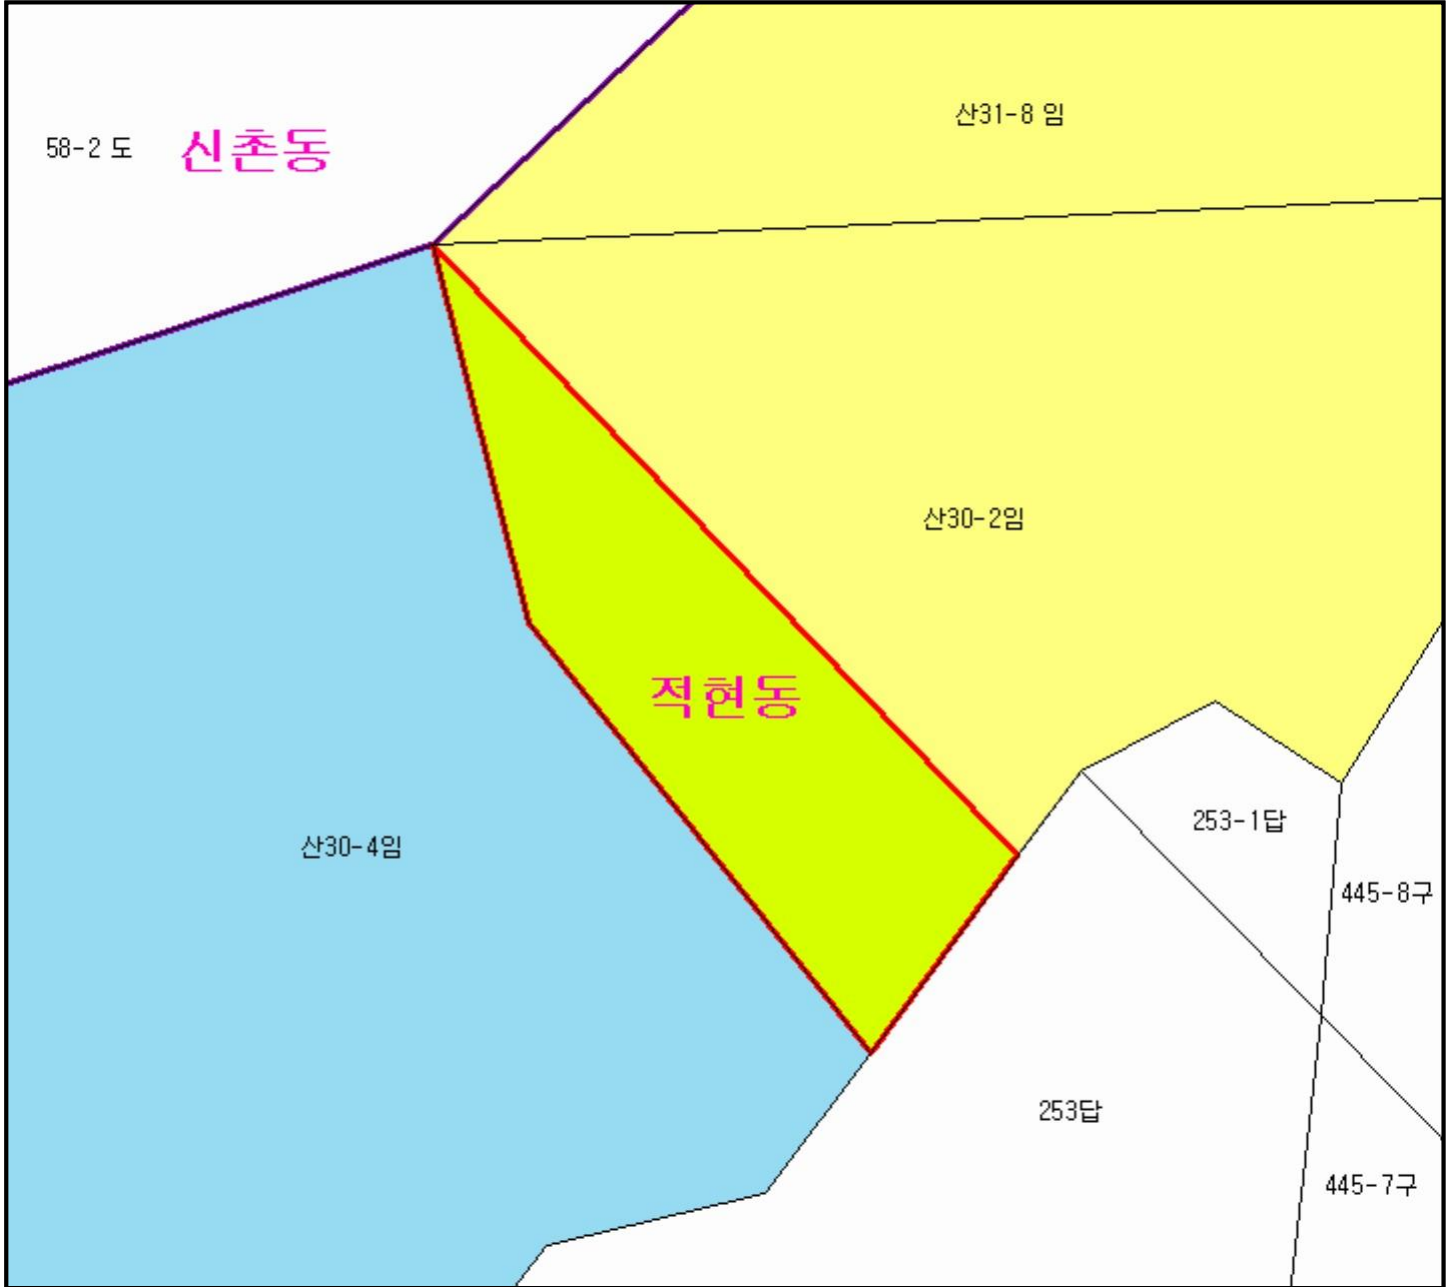 산31-8 임
58-2 도
신촌동
산30-2임
적현동
253-1답
산30-4임
445-8구
253답
445-7구